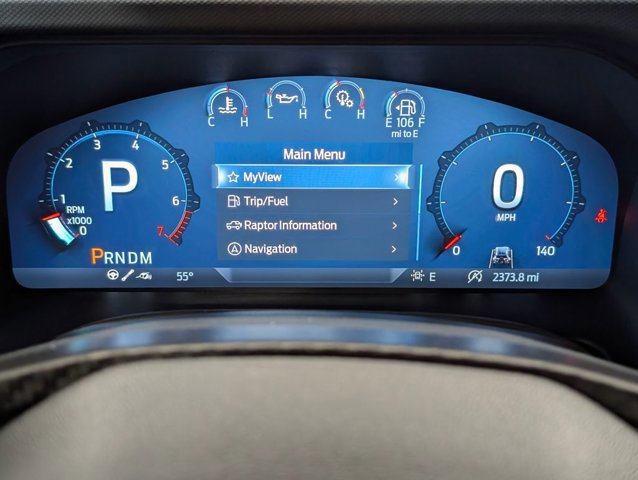 C H
L H
C H
E 106 F
mi to E
Main Menu
MyView
Trip/Fuel
Raptor Information
Navigation
1 2 3 4 5 6 7
RPM
x1000
0
P
PRNDM
55°
0
MPH
0 140
E
2373.8 mi